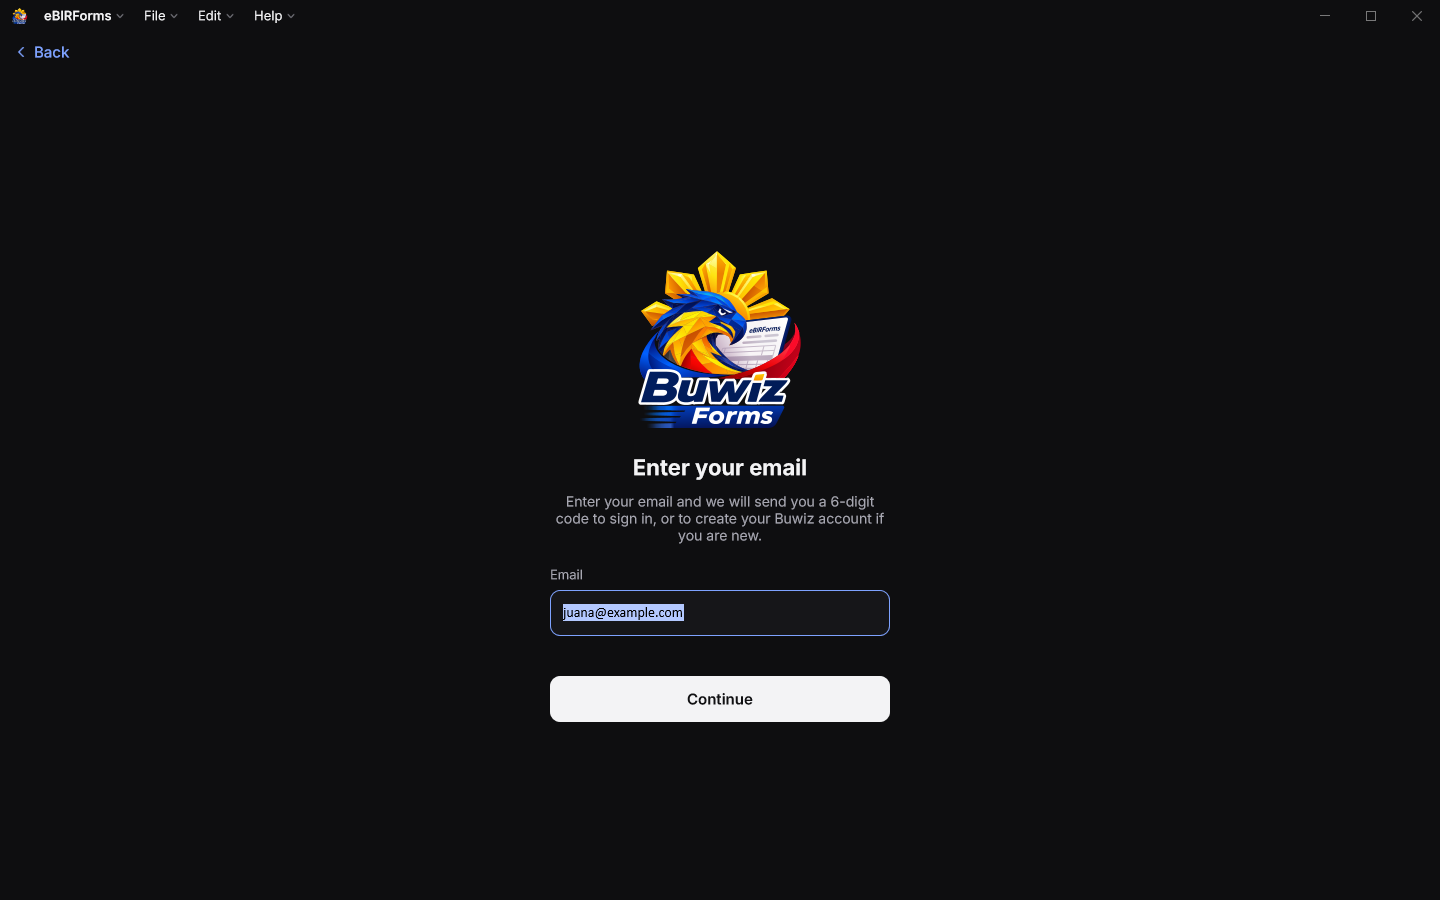 eBIRForms File Edit Help
Back
eBIRForms
Buwiz
Forms
Enter your email
Enter your email and we will send you a 6-digit
code to sign in, or to create your Buwiz account if
you are new.
Email
juana@example.com
Continue